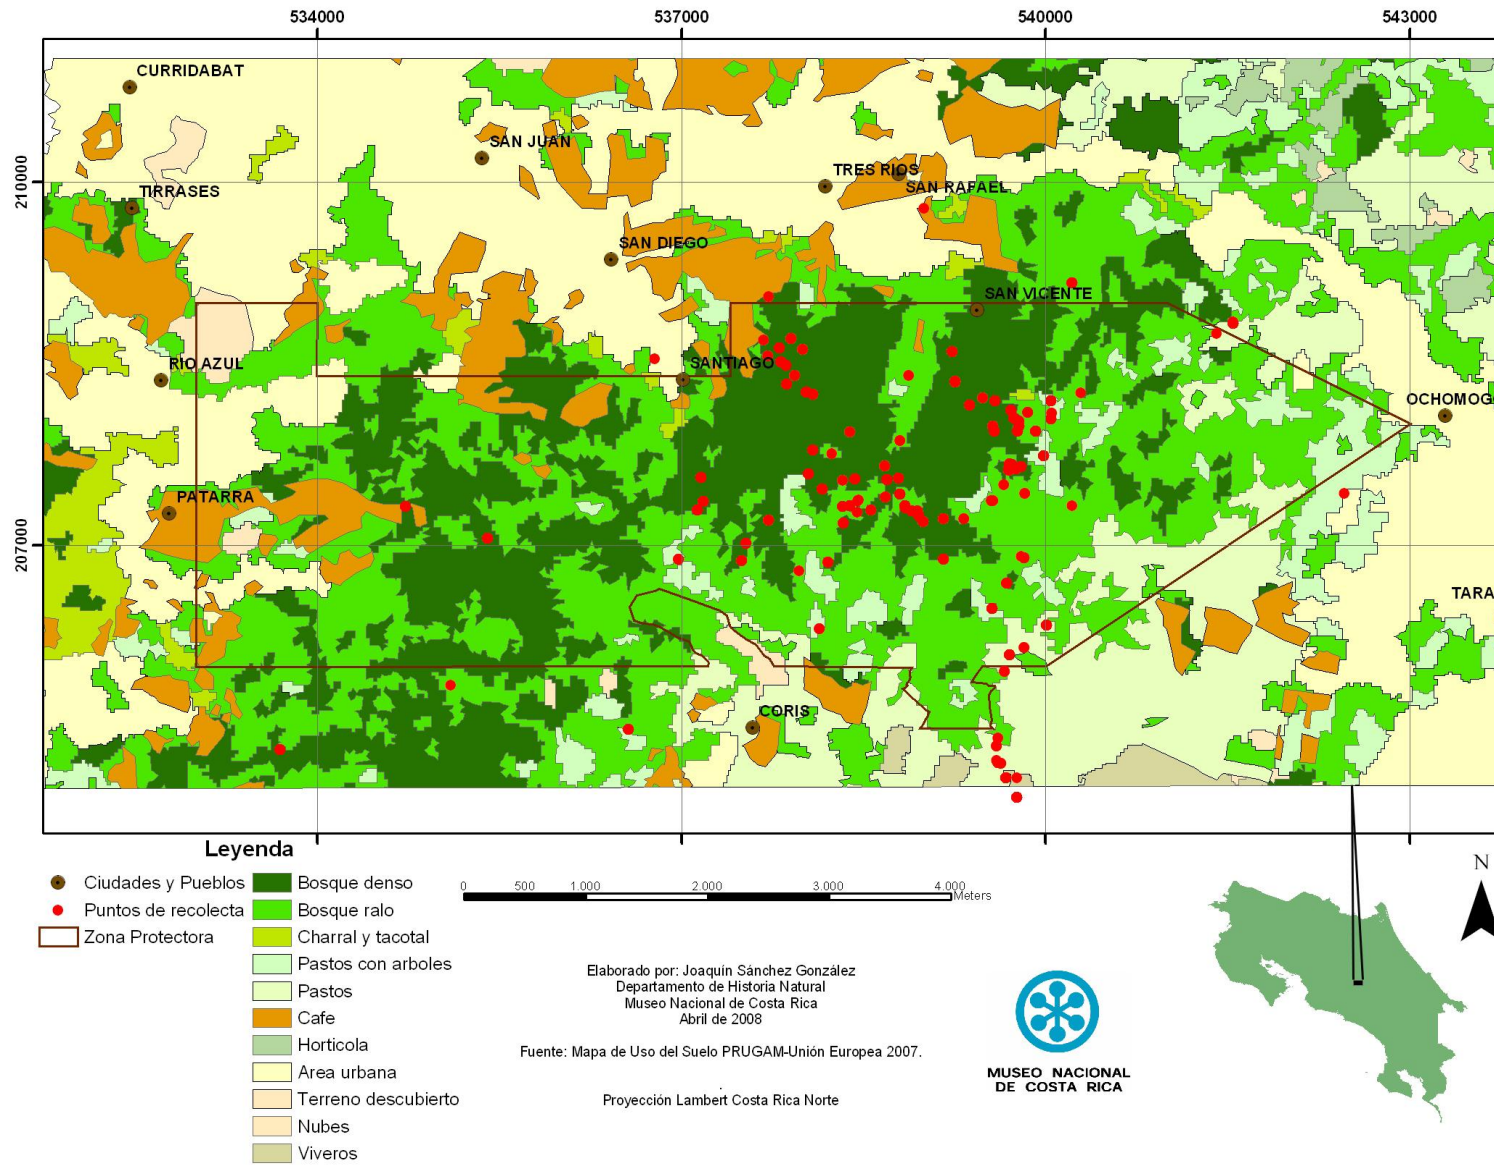 534000 537000 540000 543000
CURRIDABAT
SAN JUAN
TRES RIOS
210000
TIRRASES
SAN RAFAEL
SAN DIEGO
SAN VICENTE
RIO AZUL
SANTIAGO
OCHOMOGO
PATARRA
207000
TARA
CORIS
Leyenda
Ciudades y Pueblos
Puntos de recolecta
Zona Protectora
Bosque denso
Bosque ralo
Charral y tacotal
Pastos con arboles
Pastos
Cafe
Horticola
Area urbana
Terreno descubierto
Nubes
Viveros
0 500 1.000 2.000 3.000 4.000
Meters
Elaborado por: Joaquín Sánchez González
Departamento de Historia Natural
Museo Nacional de Costa Rica
Abril de 2008
Fuente: Mapa de Uso del Suelo PRUGAM-Unión Europea 2007.
.
Proyección Lambert Costa Rica Norte
MUSEO NACIONAL
DE COSTA RICA
N